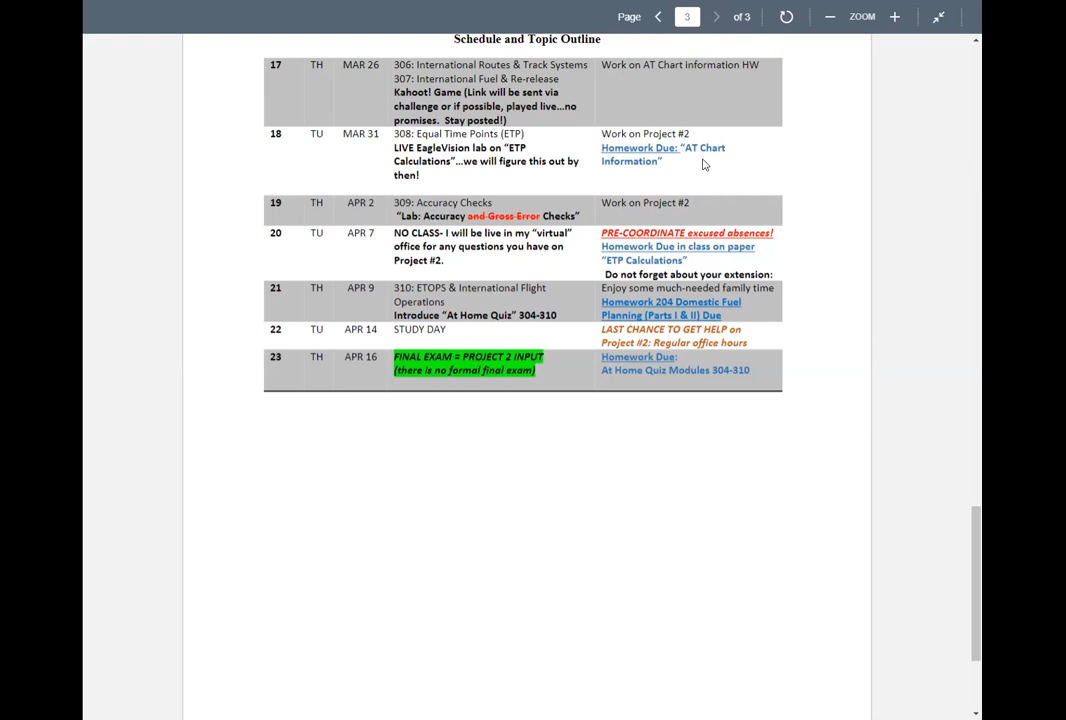 Page 3 of 3 ZOOM
Schedule and Topic Outline
17 TH MAR 26 306: International Routes & Track Systems Work on AT Chart information HW
307: International Fuel & Re-release
Kahoot! Game (Link will be sent via
challenge or if possible, played live…no
promises. Stay posted!)
18 TU MAR 31 308: Equal Time Points (ETP) Work on Project #2
LIVE EagleVision lab on “ETP Homework Due: “AT Chart
Calculations”…we will figure this out by Information”
then!
19 TH APR 2 309: Accuracy Checks Work on Project #2
“Lab: Accuracy and Gross Error Checks”
20 TU APR 7 NO CLASS- I will be live in my “virtual” PRE-COORDINATE excused absences!
office for any questions you have on Homework Due in class on paper
Project #2. “ETP Calculations”
Do not forget about your extension:
21 TH APR 9 310: ETOPS & International Flight Enjoy some much-needed family time
Operations Homework 204 Domestic Fuel
Introduce “At Home Quiz” 304-310 Planning (Parts I & II) Due
22 TU APR 14 STUDY DAY LAST CHANCE TO GET HELP on
Project #2: Regular office hours
23 TH APR 16 FINAL EXAM = PROJECT 2 INPUT Homework Due:
(there is no formal final exam) At Home Quiz Modules 304-310